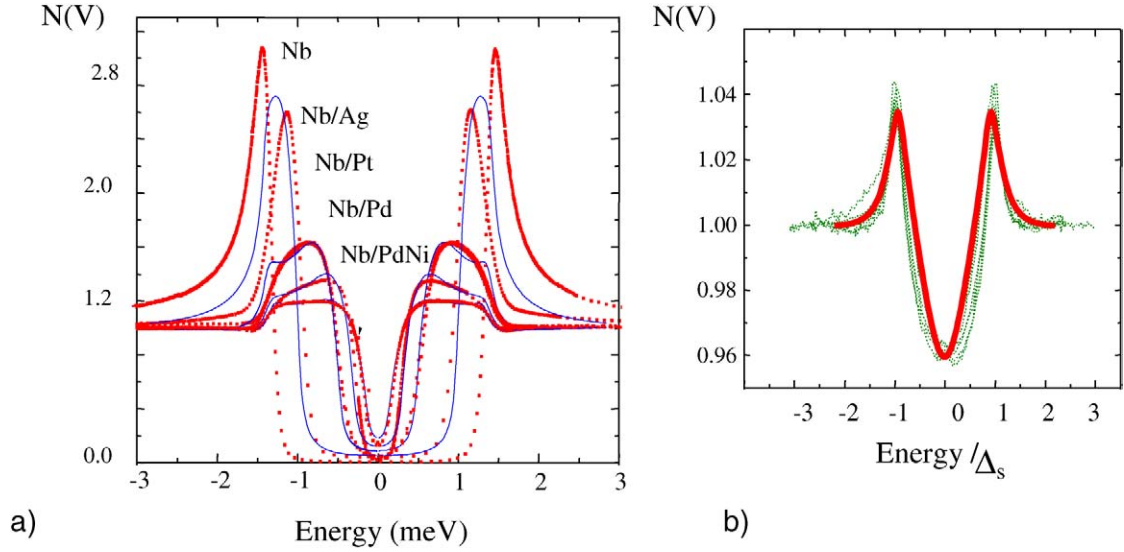 N(V)
2.8
2.0
1.2
0.0
Nb
Nb/Ag
Nb/Pt
Nb/Pd
Nb/PdNi
-3 -2 -1 0 1 2 3
Energy (meV)
a)
N(V)
1.04
1.02
1.00
0.98
0.96
-3 -2 -1 0 1 2 3
Energy /Δs
b)